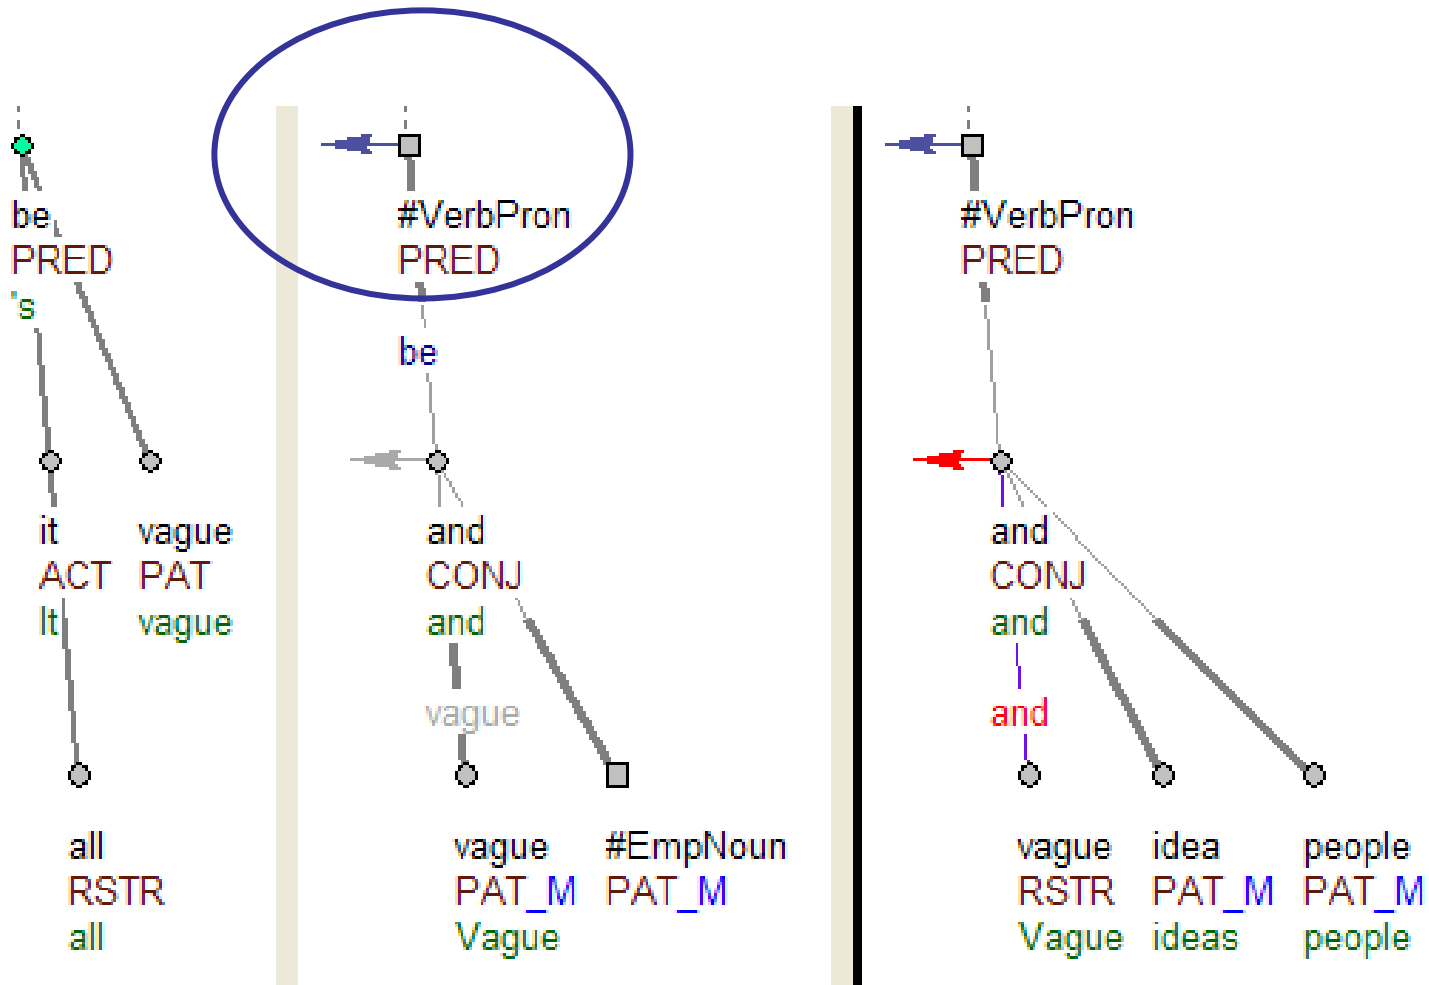 be
PRED
's
it vague
ACT PAT
It vague
all
RSTR
all
#VerbPron
PRED
be
and
CONJ
and
vague
vague #EmpNoun
PAT_M PAT_M
Vague
#VerbPron
PRED
and
CONJ
and
and
vague idea people
RSTR PAT_M PAT_M
Vague ideas people